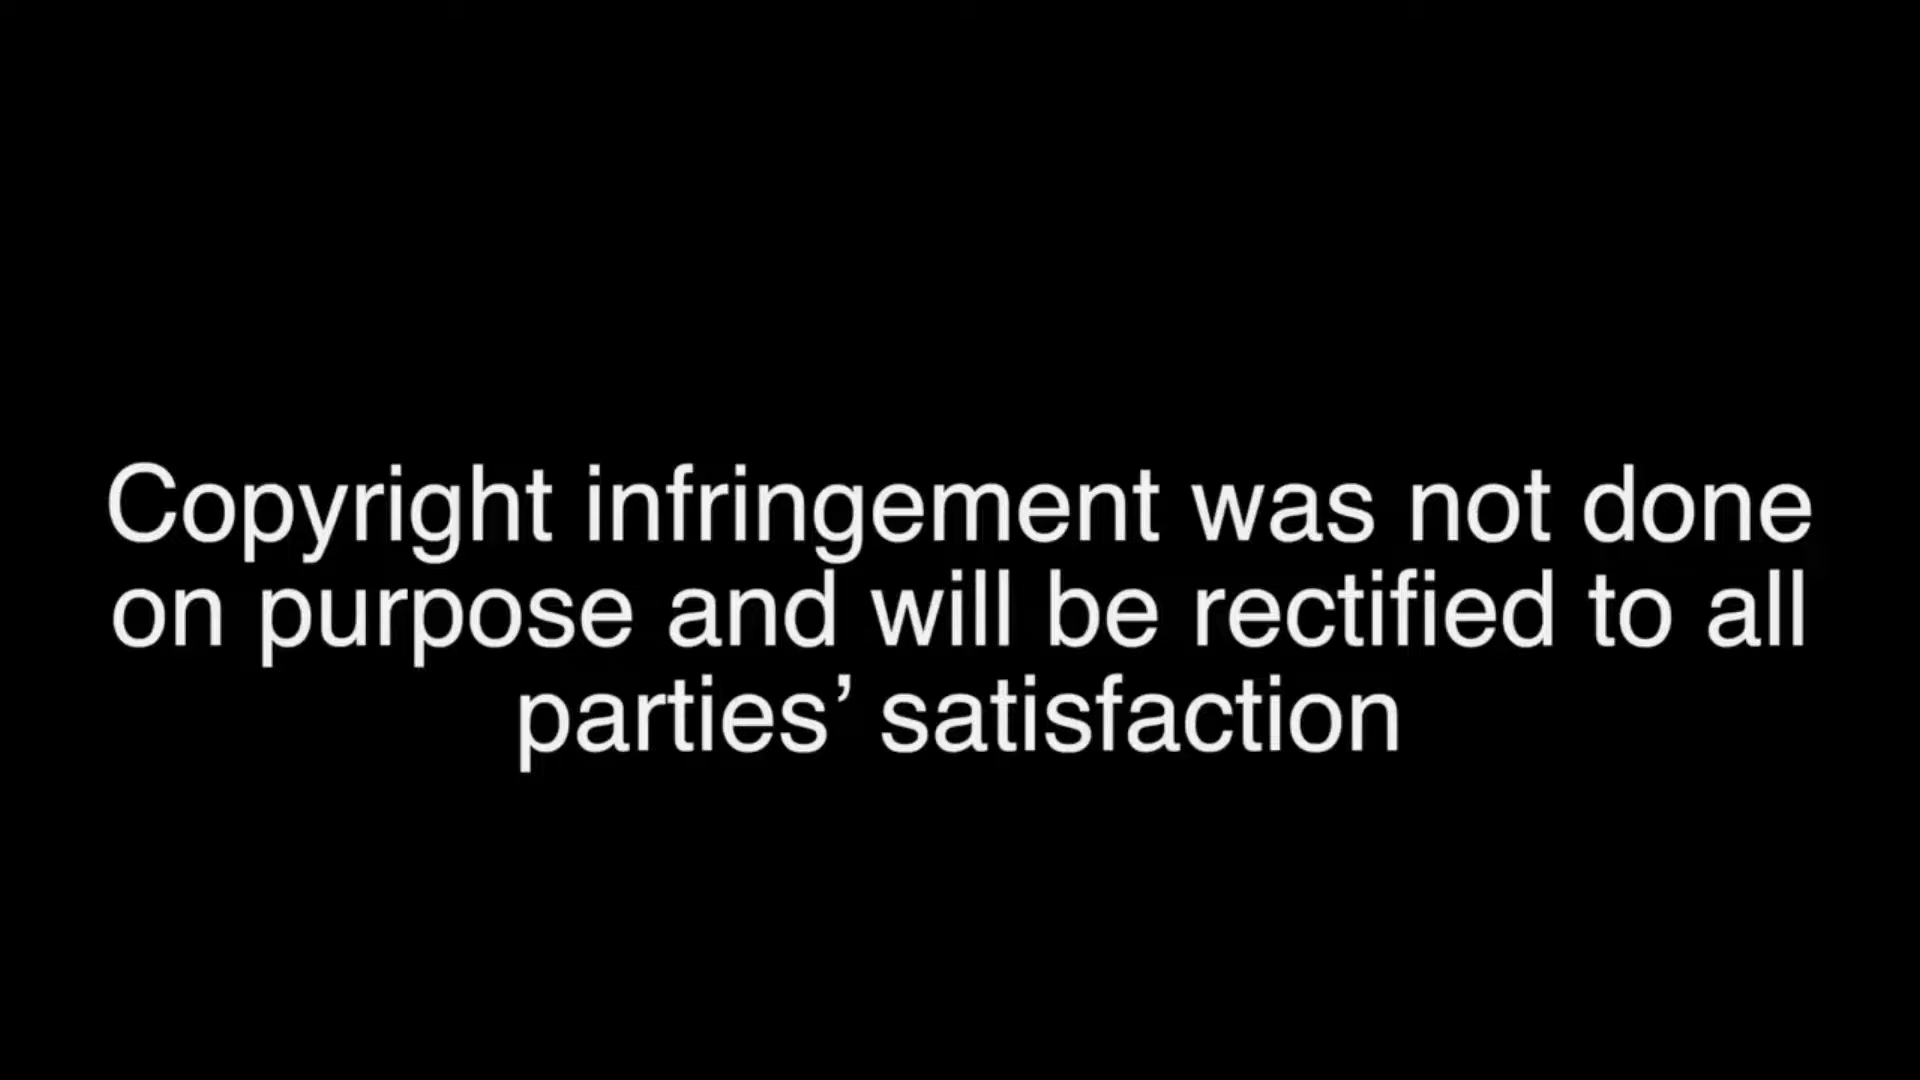 Copyright infringement was not done
on purpose and will be rectified to all
parties’ satisfaction